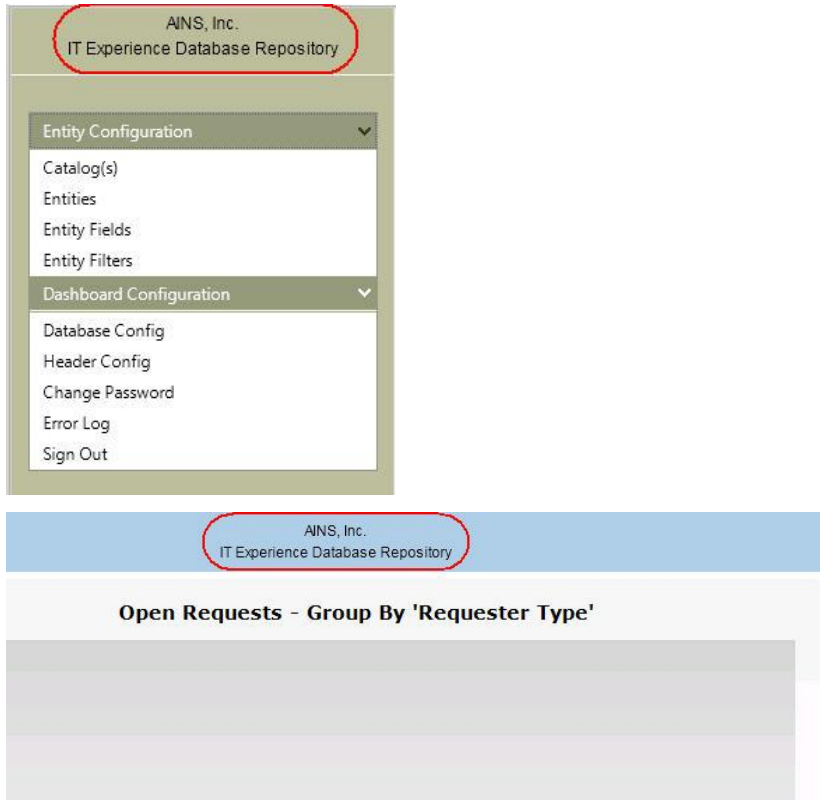 AINS, Inc.
IT Experience Database Repository
Entity Configuration
Catalog(s)
Entities
Entity Fields
Entity Filters
Dashboard Configuration
Database Config
Header Config
Change Password
Error Log
Sign Out
AINS, Inc.
IT Experience Database Repository
Open Requests - Group By 'Requester Type'